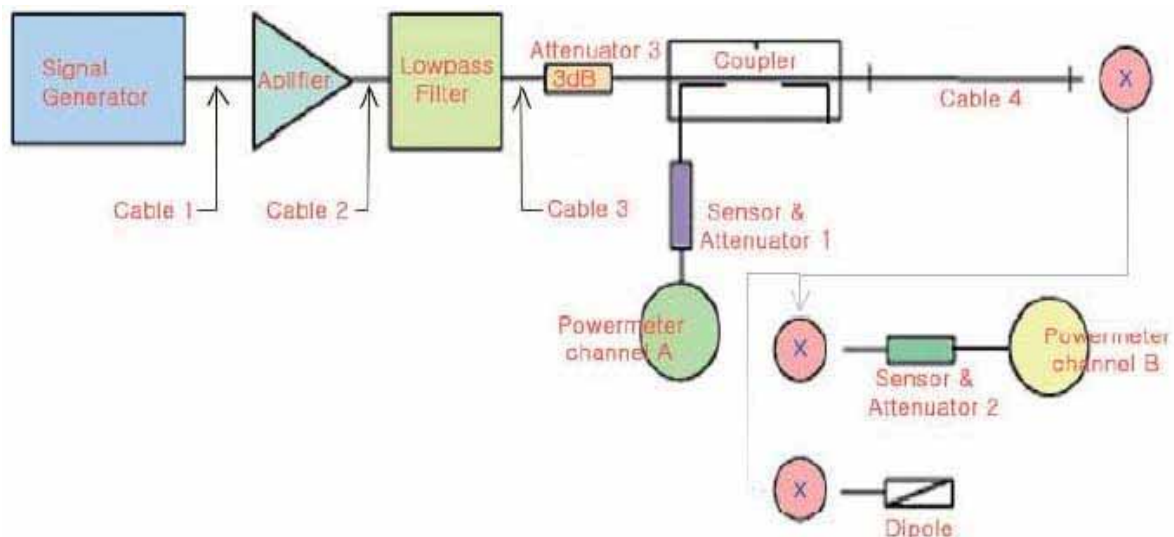 Signal
Generator
Aplifier
Lowpass
Filter
Attenuator 3
3dB
Coupler
Cable 4
X
Cable 1
Cable 2
Cable 3
Sensor &
Attenuator 1
Powermeter
channel A
X
Sensor &
Attenuator 2
Powermeter
channel B
X
Dipole